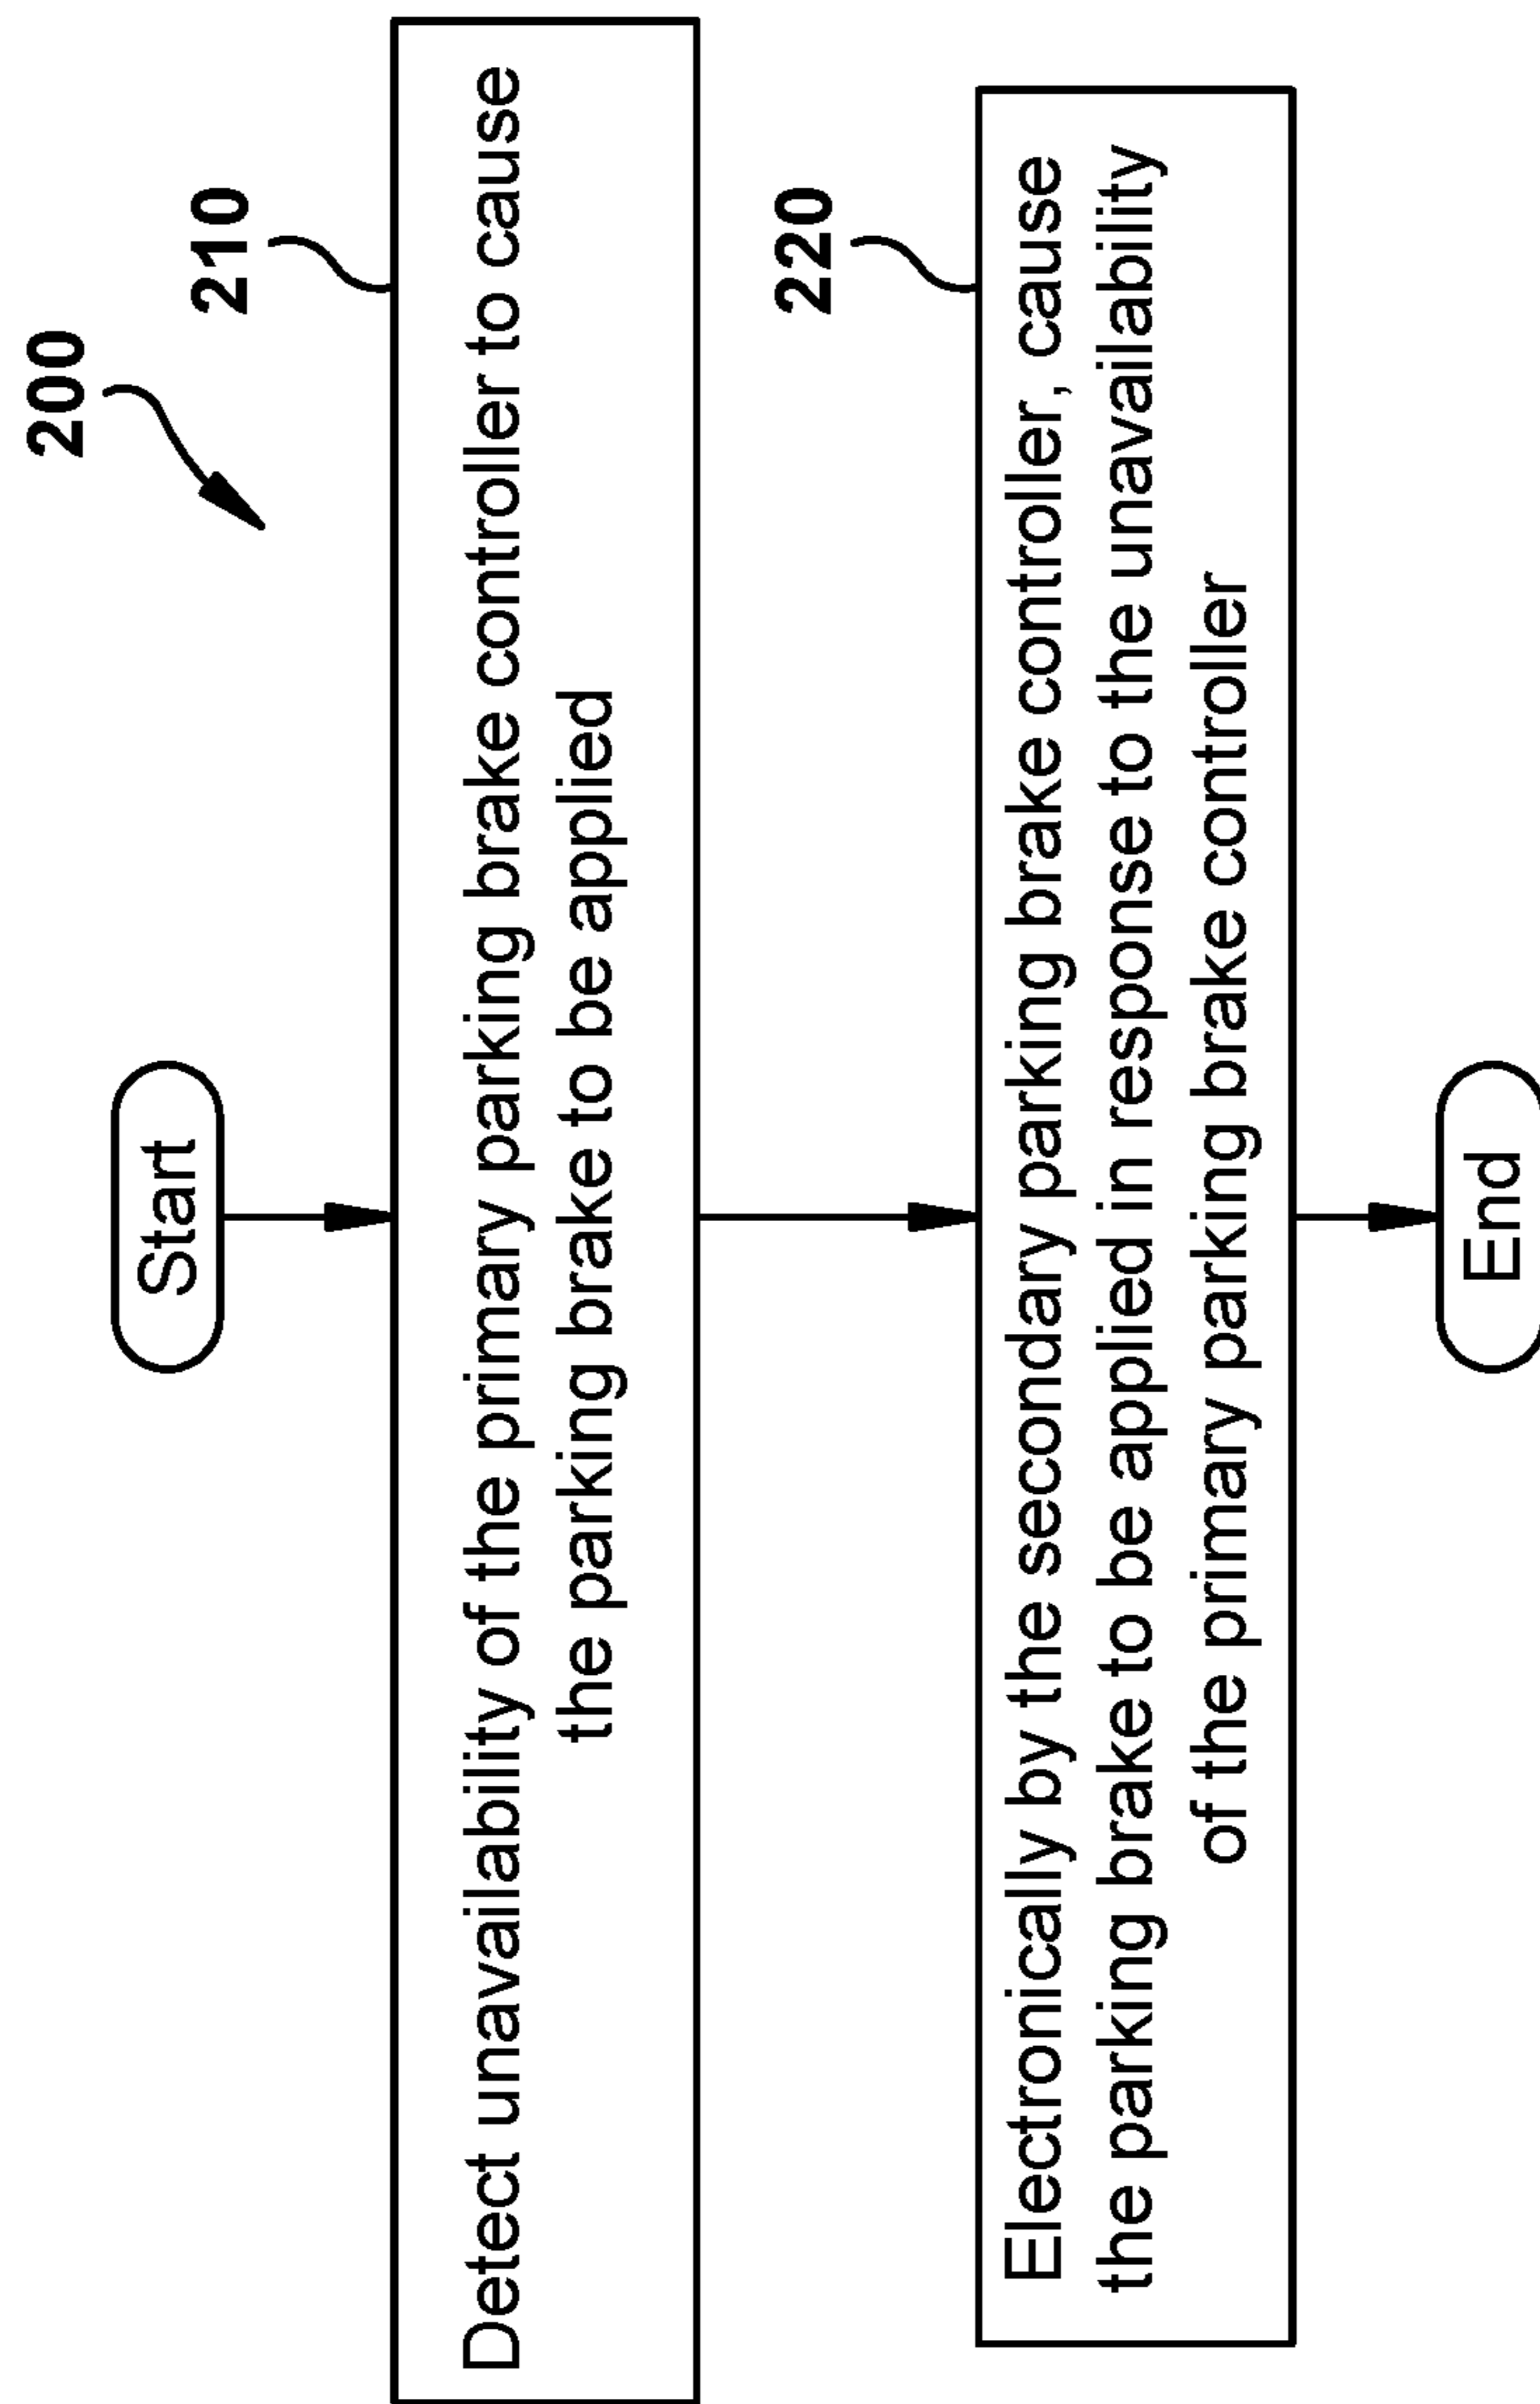 200
Start
210
Detect unavailability of the primary parking brake controller to cause
the parking brake to be applied
220
Electronically by the secondary parking brake controller, cause
the parking brake to be applied in response to the unavailability
of the primary parking brake controller
End